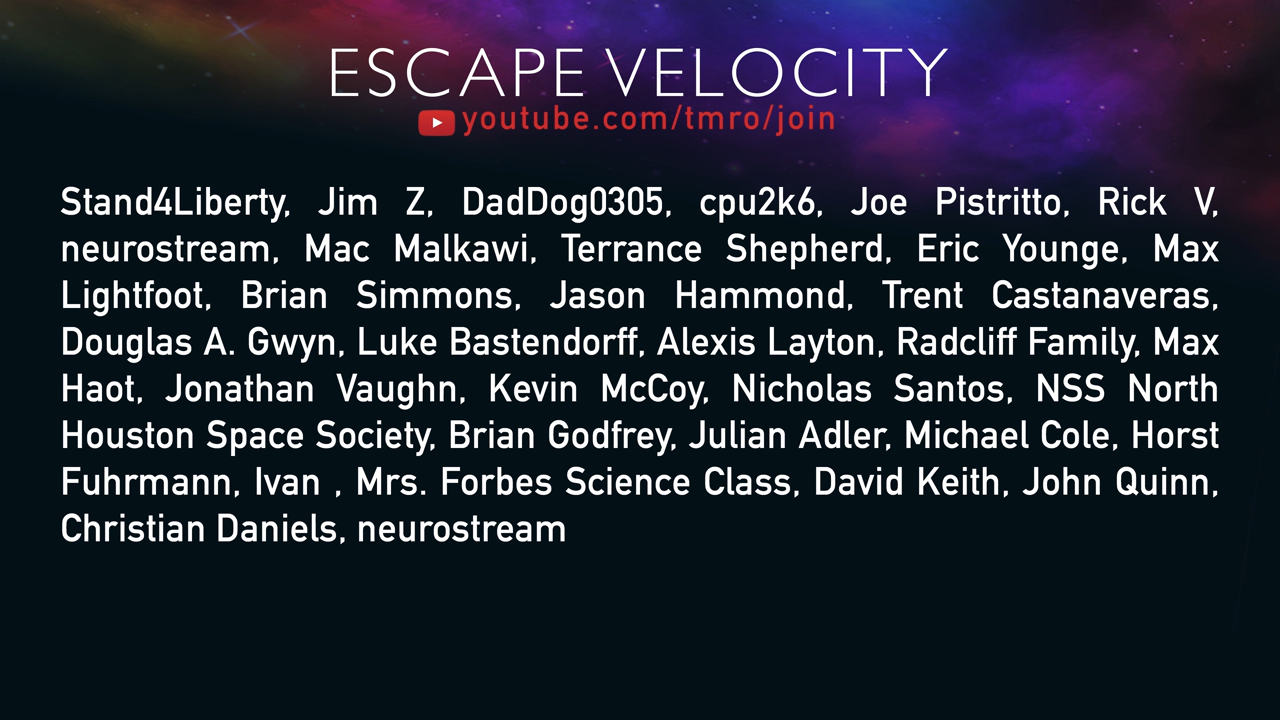 ESCAPE VELOCITY
youtube.com/tmro/join
Stand4Liberty, Jim Z, DadDog0305, cpu2k6, Joe Pistritto, Rick V,
neurostream, Mac Malkawi, Terrance Shepherd, Eric Younge, Max
Lightfoot, Brian Simmons, Jason Hammond, Trent Castanaveras,
Douglas A. Gwyn, Luke Bastendorff, Alexis Layton, Radcliff Family, Max
Haot, Jonathan Vaughn, Kevin McCoy, Nicholas Santos, NSS North
Houston Space Society, Brian Godfrey, Julian Adler, Michael Cole, Horst
Fuhrmann, Ivan , Mrs. Forbes Science Class, David Keith, John Quinn,
Christian Daniels, neurostream